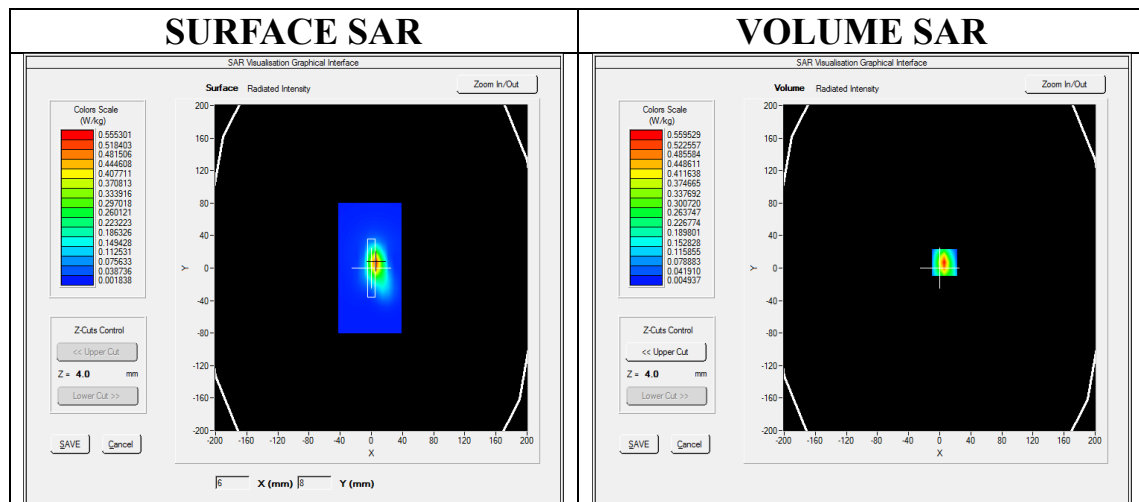 SURFACE SAR
SAR Visualisation Graphical Interface
Surface Radiated Intensity
Zoom In/Out
Colors Scale
(W/kg)
0.555301
0.518403
0.481506
0.444608
0.407711
0.370813
0.333916
0.297018
0.260121
0.223223
0.186326
0.149428
0.112531
0.075633
0.038736
0.001838
Z-Cuts Control
<< Upper Cut
Z = 4.0 mm
Lower Cut >>
SAVE Cancel
200
160
120
80
40
0
-40
-80
-120
-160
-200
Y
-200 -160 -120 -80 -40 0 40 80 120 160 200
X
6 X (mm) 8 Y (mm)
VOLUME SAR
SAR Visualisation Graphical Interface
Volume Radiated Intensity
Zoom In/Out
Colors Scale
(W/kg)
0.559529
0.522557
0.485584
0.448611
0.411638
0.374665
0.337692
0.300720
0.263747
0.226774
0.189801
0.152828
0.115855
0.078883
0.041910
0.004937
Z-Cuts Control
<< Upper Cut
Z = 4.0 mm
Lower Cut >>
SAVE Cancel
200
160
120
80
40
0
-40
-80
-120
-160
-200
Y
-200 -160 -120 -80 -40 0 40 80 120 160 200
X